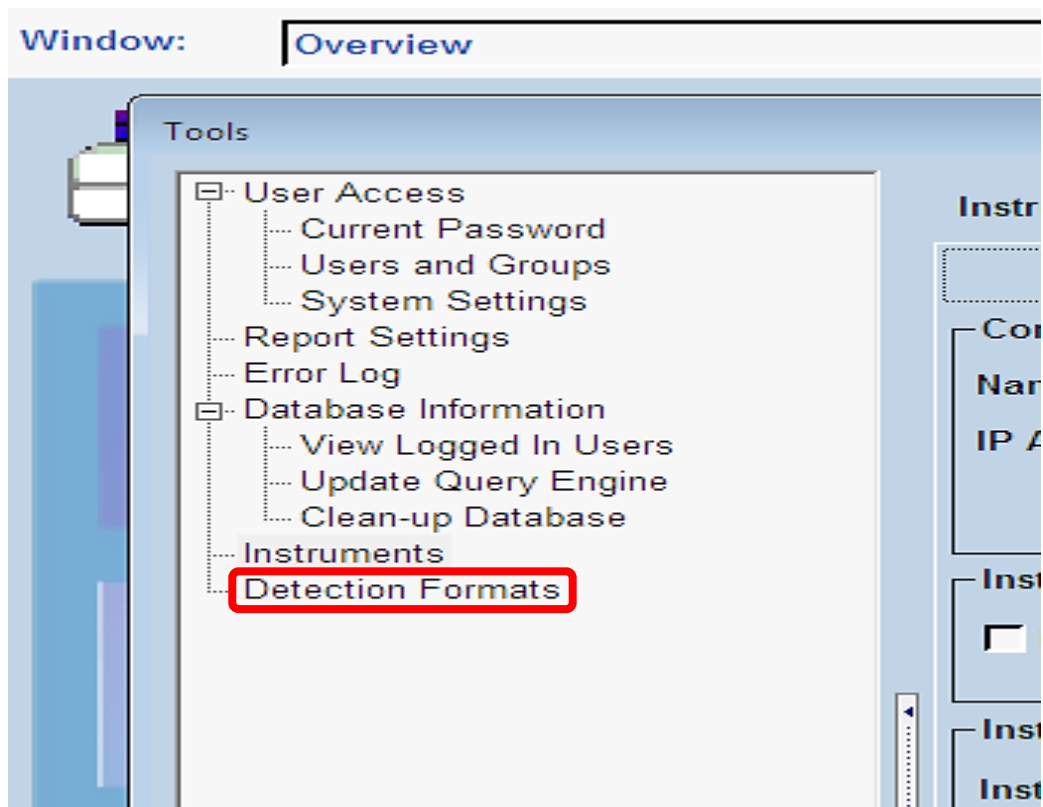 Window: Overview
Tools
User Access
Current Password
Users and Groups
System Settings
Report Settings
Error Log
Database Information
View Logged In Users
Update Query Engine
Clean-up Database
Instruments
Detection Formats